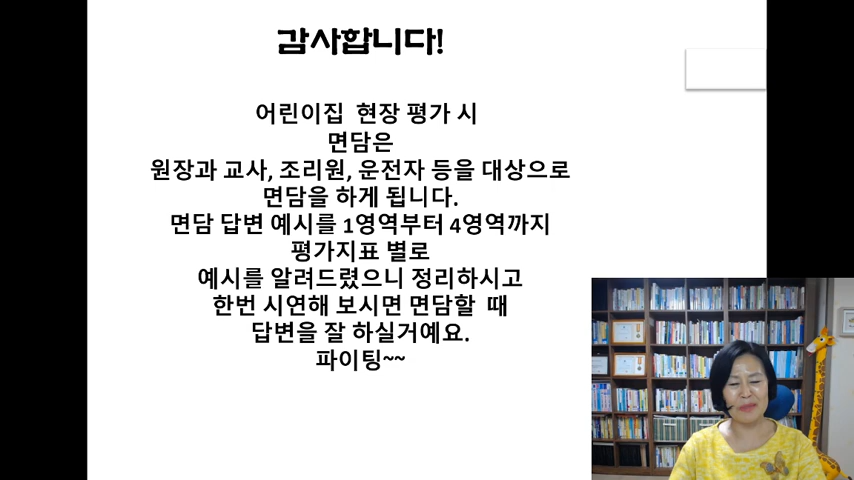 감사합니다!
어린이집 현장 평가 시
면담은
원장과 교사, 조리원, 운전자 등을 대상으로
면담을 하게 됩니다.
면담 답변 예시를 1영역부터 4영역까지
평가지표 별로
예시를 알려드렸으니 정리하시고
한번 시연해 보시면 면담할 때
답변을 잘 하실거예요.
파이팅~~